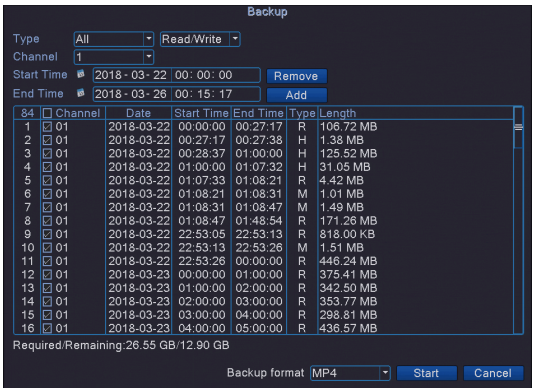 Backup
Type All Read/Write
Channel 1
Start Time 2018 - 03 - 22 00 : 00 : 00 Remove
End Time 2018 - 03 - 26 00 : 15 : 17 Add
84 Channel Date Start Time End Time Type Length
1 01 2018-03-22 00:00:00 00:27:17 R 106.72 MB
2 01 2018-03-22 00:27:17 00:27:38 H 1.38 MB
3 01 2018-03-22 00:28:37 01:00:00 H 125.52 MB
4 01 2018-03-22 01:00:00 01:07:32 H 31.05 MB
5 01 2018-03-22 01:07:33 01:08:21 R 4.42 MB
6 01 2018-03-22 01:08:21 01:08:31 M 1.01 MB
7 01 2018-03-22 01:08:31 01:08:47 M 1.49 MB
8 01 2018-03-22 01:08:47 01:48:54 R 171.26 MB
9 01 2018-03-22 22:53:05 22:53:13 R 818.00 KB
10 01 2018-03-22 22:53:13 22:53:26 M 1.51 MB
11 01 2018-03-22 22:53:26 00:00:00 R 446.24 MB
12 01 2018-03-23 00:00:00 01:00:00 R 375.41 MB
13 01 2018-03-23 01:00:00 02:00:00 R 342.50 MB
14 01 2018-03-23 02:00:00 03:00:00 R 353.77 MB
15 01 2018-03-23 03:00:00 04:00:00 R 298.81 MB
16 01 2018-03-23 04:00:00 05:00:00 R 436.57 MB
Required/Remaining:26.55 GB/12.90 GB
Backup format MP4 Start Cancel